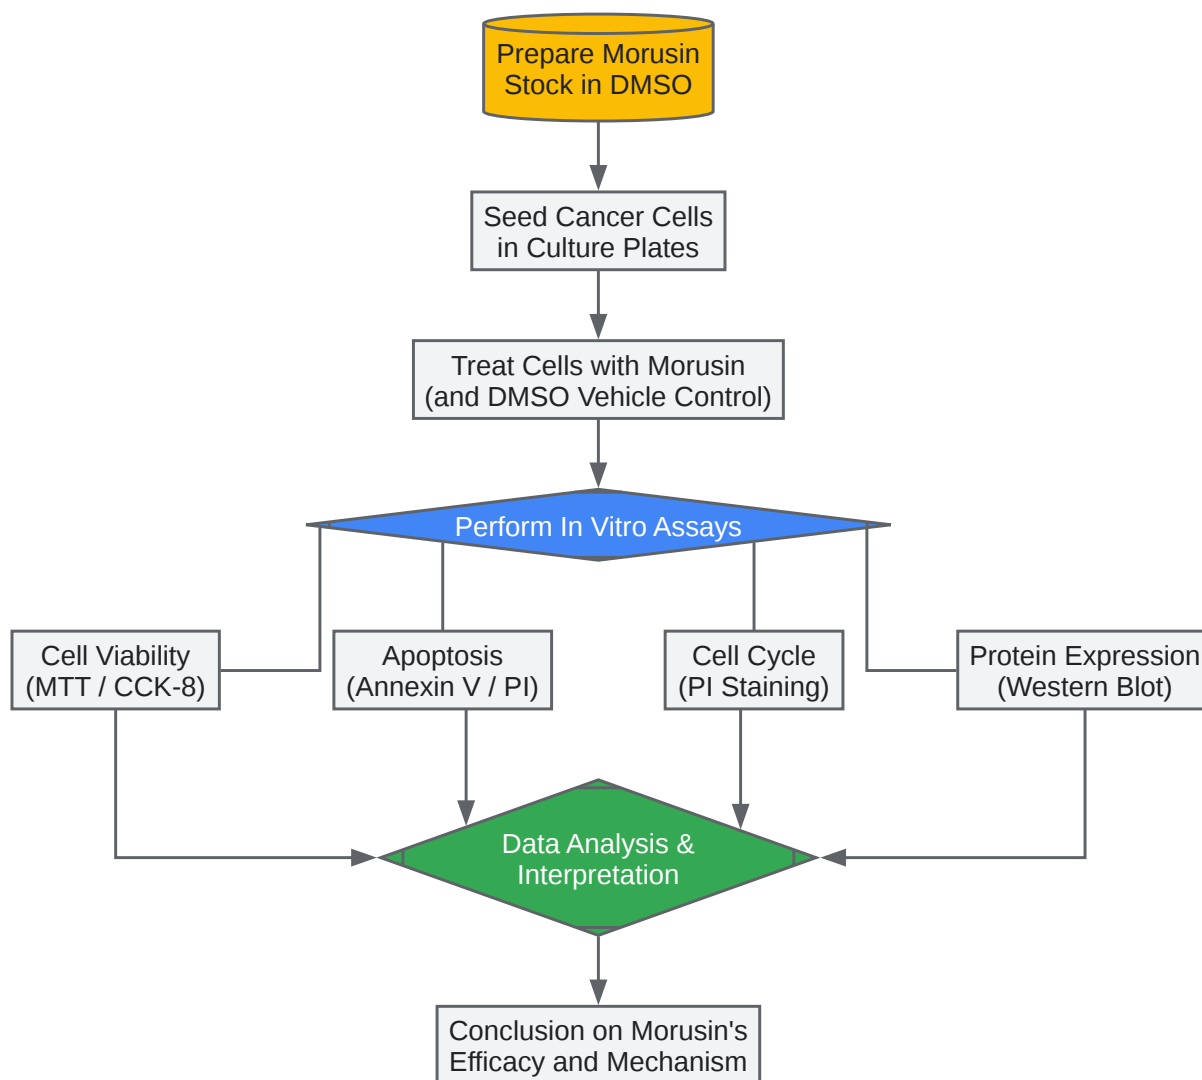 Prepare Morusin
Stock in DMSO
Seed Cancer Cells
in Culture Plates
Treat Cells with Morusin
(and DMSO Vehicle Control)
Perform In Vitro Assays
Cell Viability
(MTT / CCK-8)
Apoptosis
(Annexin V / PI)
Cell Cycle
(PI Staining)
Protein Expression
(Western Blot)
Data Analysis &
Interpretation
Conclusion on Morusin's
Efficacy and Mechanism